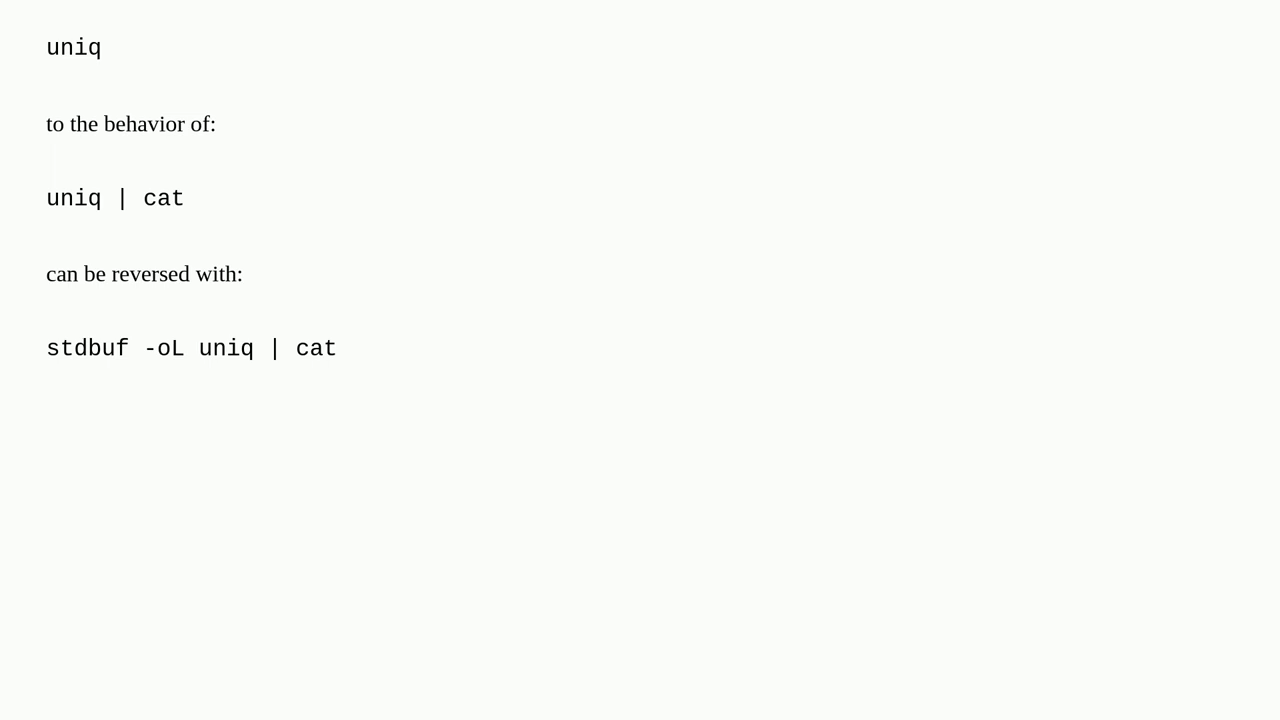 uniq
to the behavior of:
uniq | cat
can be reversed with:
stdbuf -oL uniq | cat